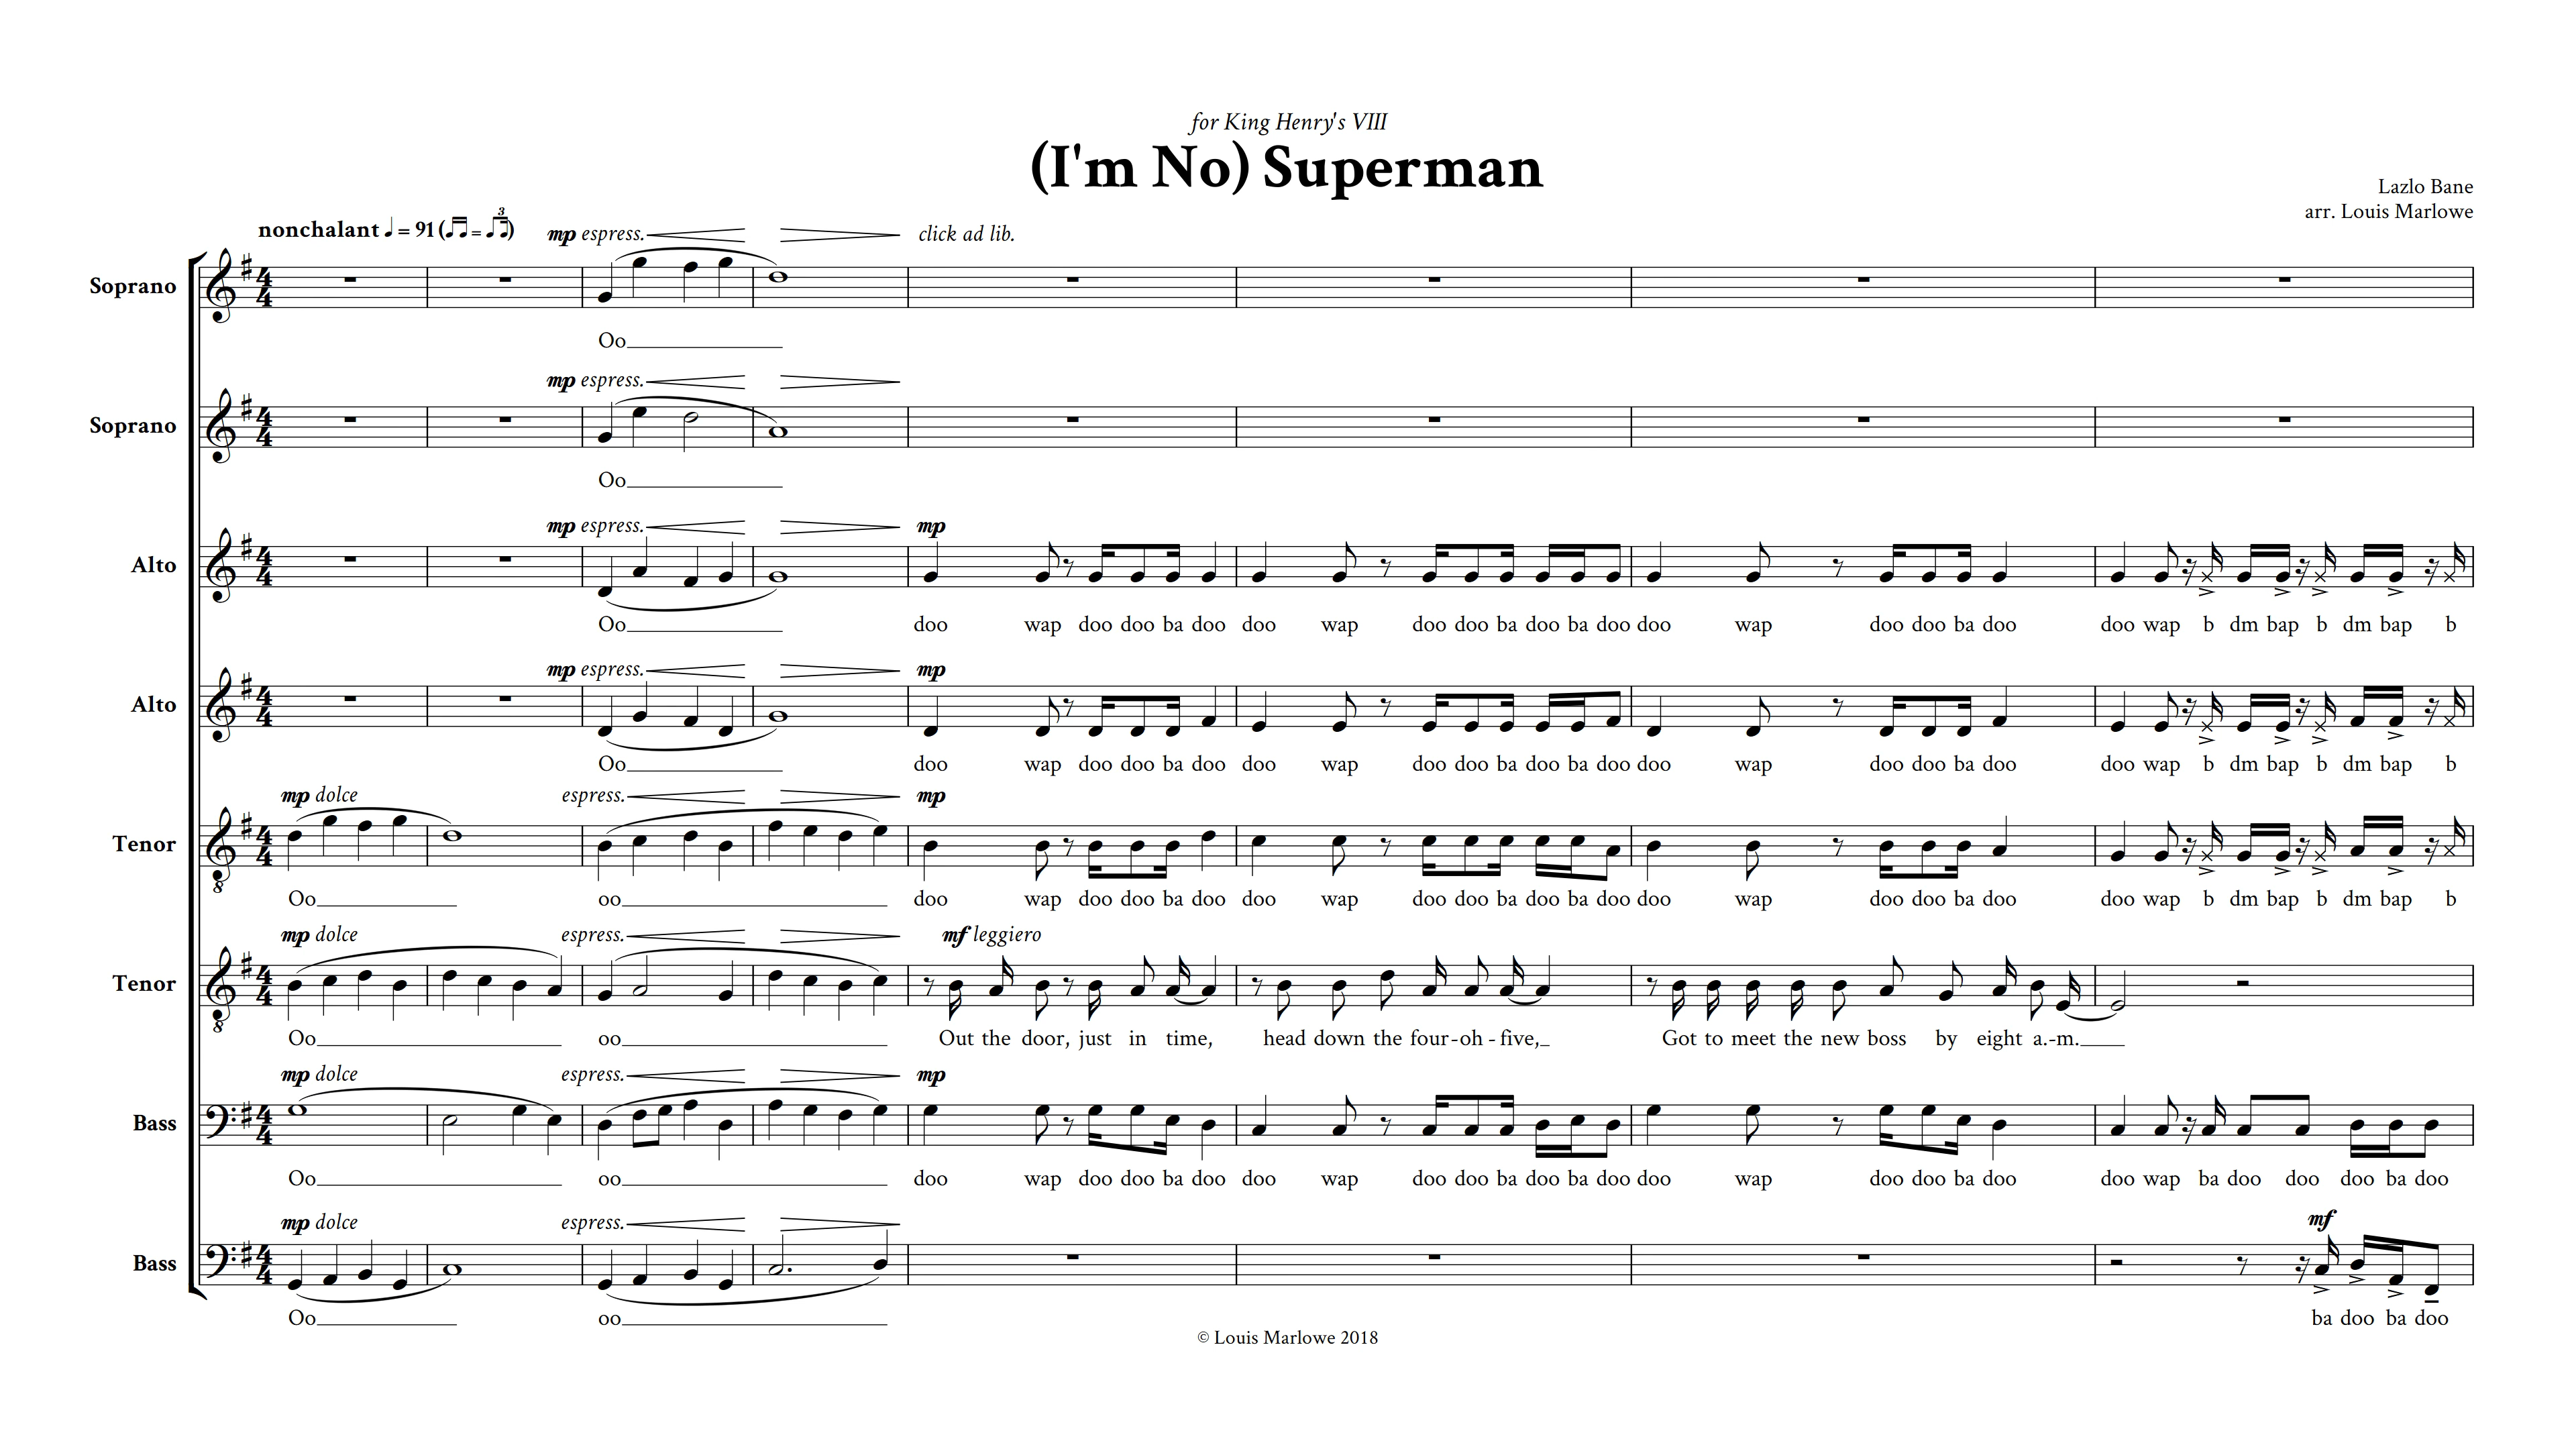 for King Henry's VIII
(I'm No) Superman
Lazlo Bane
arr. Louis Marlowe
nonchalant ♩ = 91 (♬ = ♫ 3)
mp espress.
click ad lib.
Soprano
Oo
mp espress.
Soprano
Oo
mp espress. mp
Alto
Oo doo wap doo doo ba doo doo wap doo doo ba doo ba doo doo wap doo doo ba doo doo wap b dm bap b dm bap b
mp espress. mp
Alto
Oo doo wap doo doo ba doo doo wap doo doo ba doo ba doo doo wap doo doo ba doo doo wap b dm bap b dm bap b
mp dolce espress. mp
Tenor
8
Oo oo doo wap doo doo ba doo doo wap doo doo ba doo ba doo doo wap doo doo ba doo doo wap b dm bap b dm bap b
mp dolce espress. mf leggiero
Tenor
8
Oo oo Out the door, just in time, head down the four-oh-five, Got to meet the new boss by eight a.-m.
mp dolce espress. mp
Bass
Oo oo doo wap doo doo ba doo doo wap doo doo ba doo ba doo doo wap doo doo ba doo doo wap ba doo doo doo ba doo
mp dolce espress. mf
Bass
Oo oo ba doo ba doo
© Louis Marlowe 2018